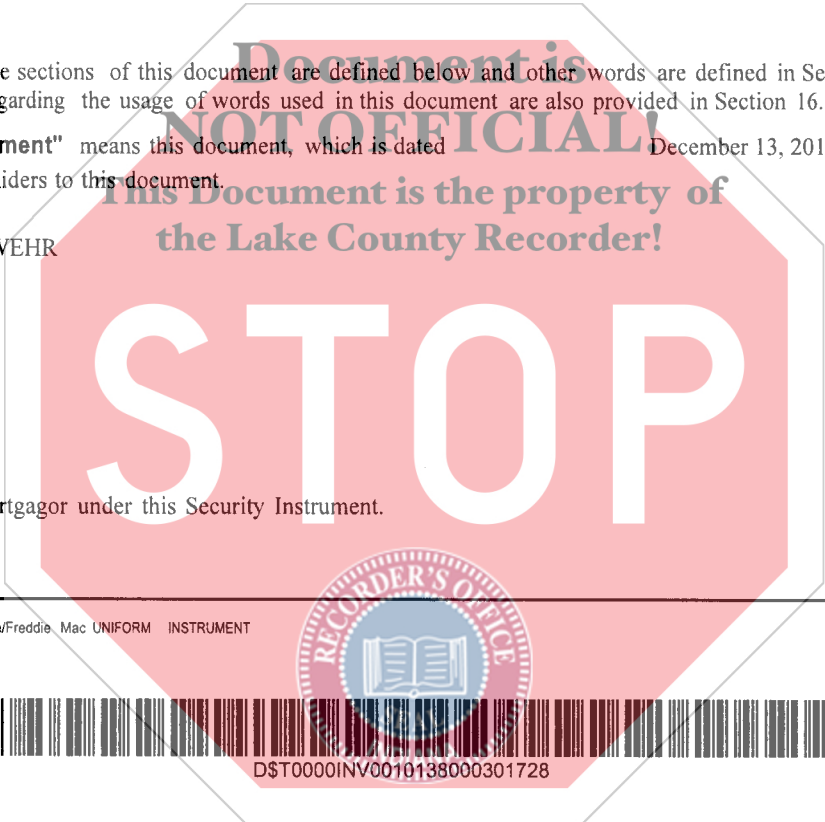 Document is
e sections of this document are defined below and other words are defined in Se
garding the usage of words used in this document are also provided in Section 16.
NOT OFFICIAL!
ment" means this document, which is dated December 13, 201
iders to this document.
This Document is the property of
the Lake County Recorder!
VEHR
STOP
rtgagor under this Security Instrument.
RECORDER'S OFFICE
/Freddie Mac UNIFORM INSTRUMENT
SEAL
INDIANA
D$T0000INV0010138000301728